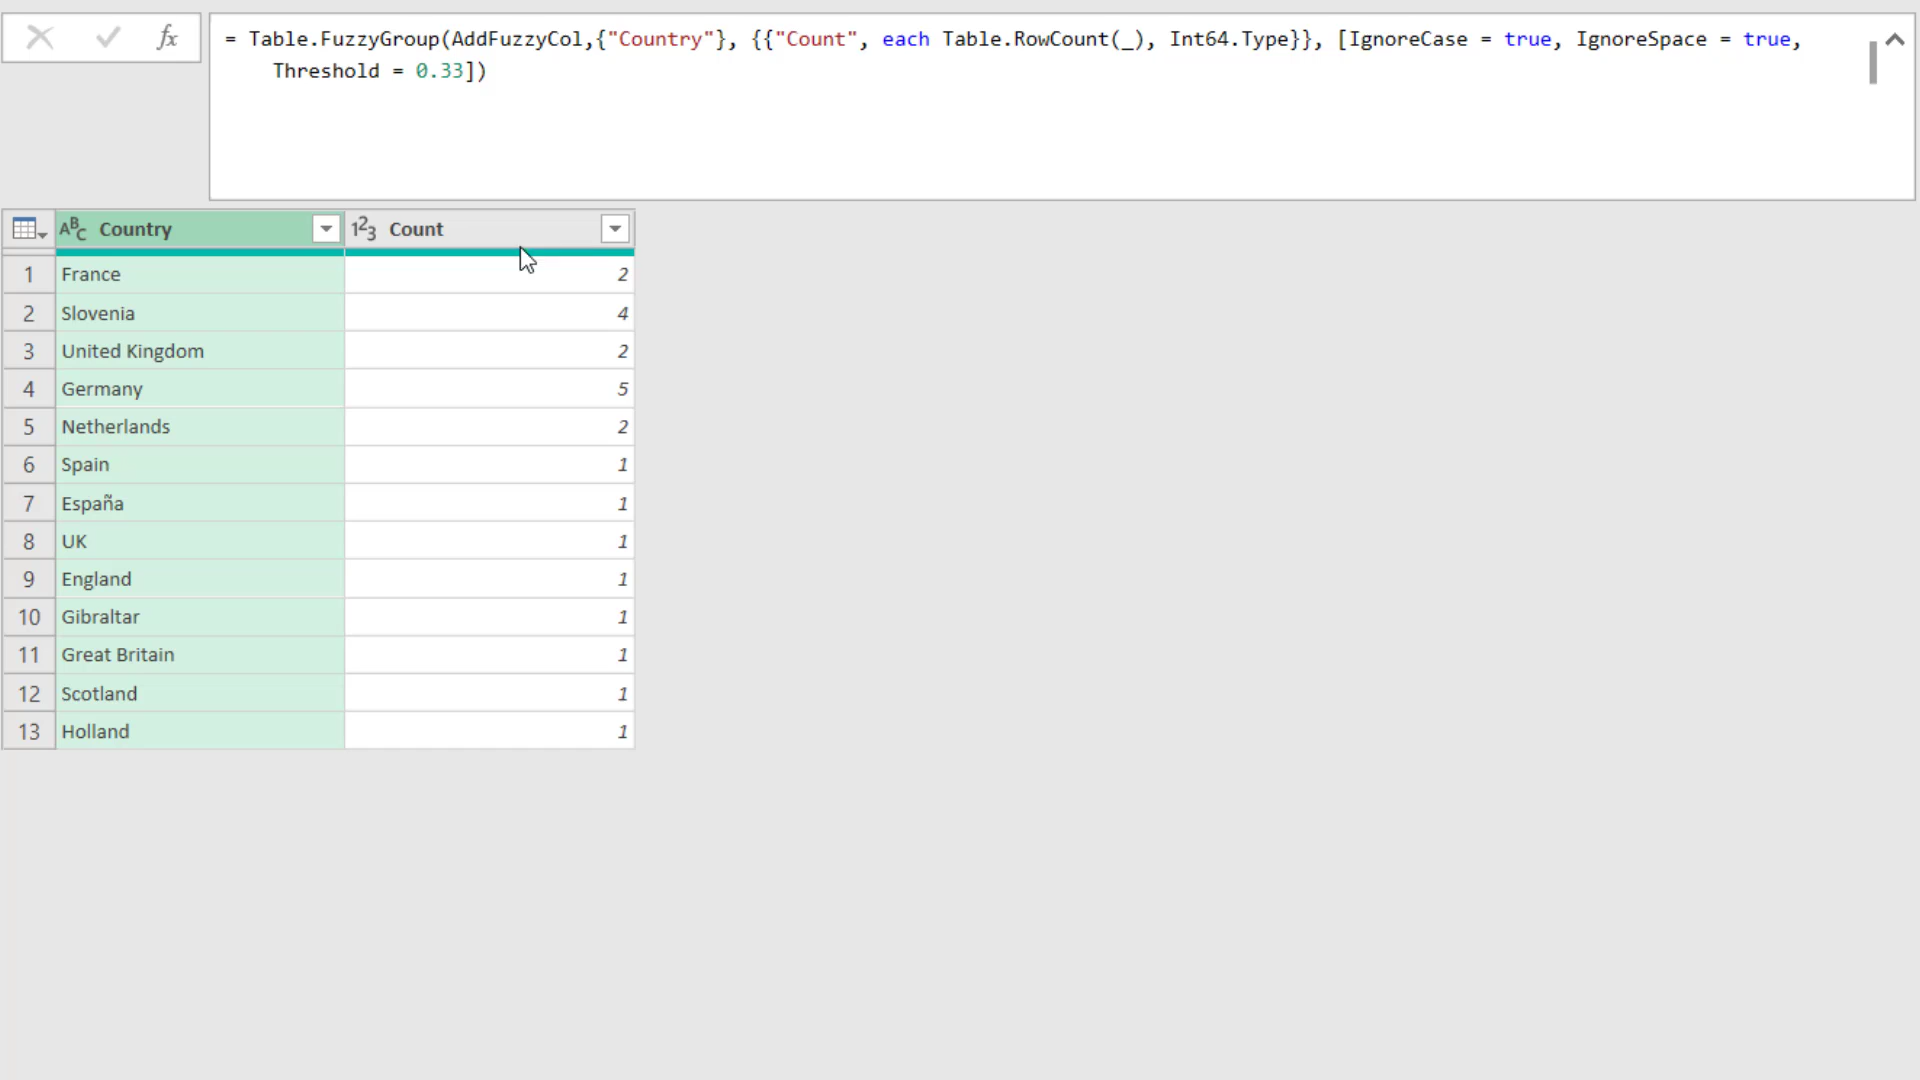 fx
= Table.FuzzyGroup(AddFuzzyCol,{"Country"}, {{"Count", each Table.RowCount(_), Int64.Type}}, [IgnoreCase = true, IgnoreSpace = true,
Threshold = 0.33])
ABC Country 123 Count
1 France 2
2 Slovenia 4
3 United Kingdom 2
4 Germany 5
5 Netherlands 2
6 Spain 1
7 España 1
8 UK 1
9 England 1
10 Gibraltar 1
11 Great Britain 1
12 Scotland 1
13 Holland 1